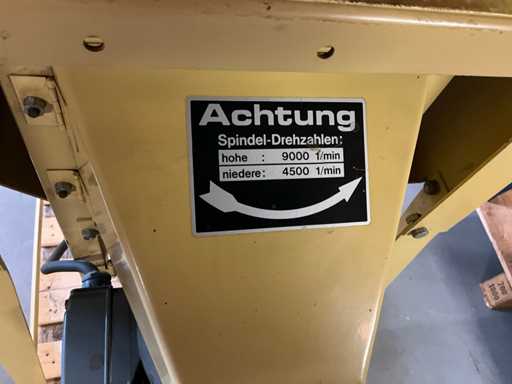 Achtung
Spindel-Drehzahlen:
hohe : 9000 1/min
niedere: 4500 1/min